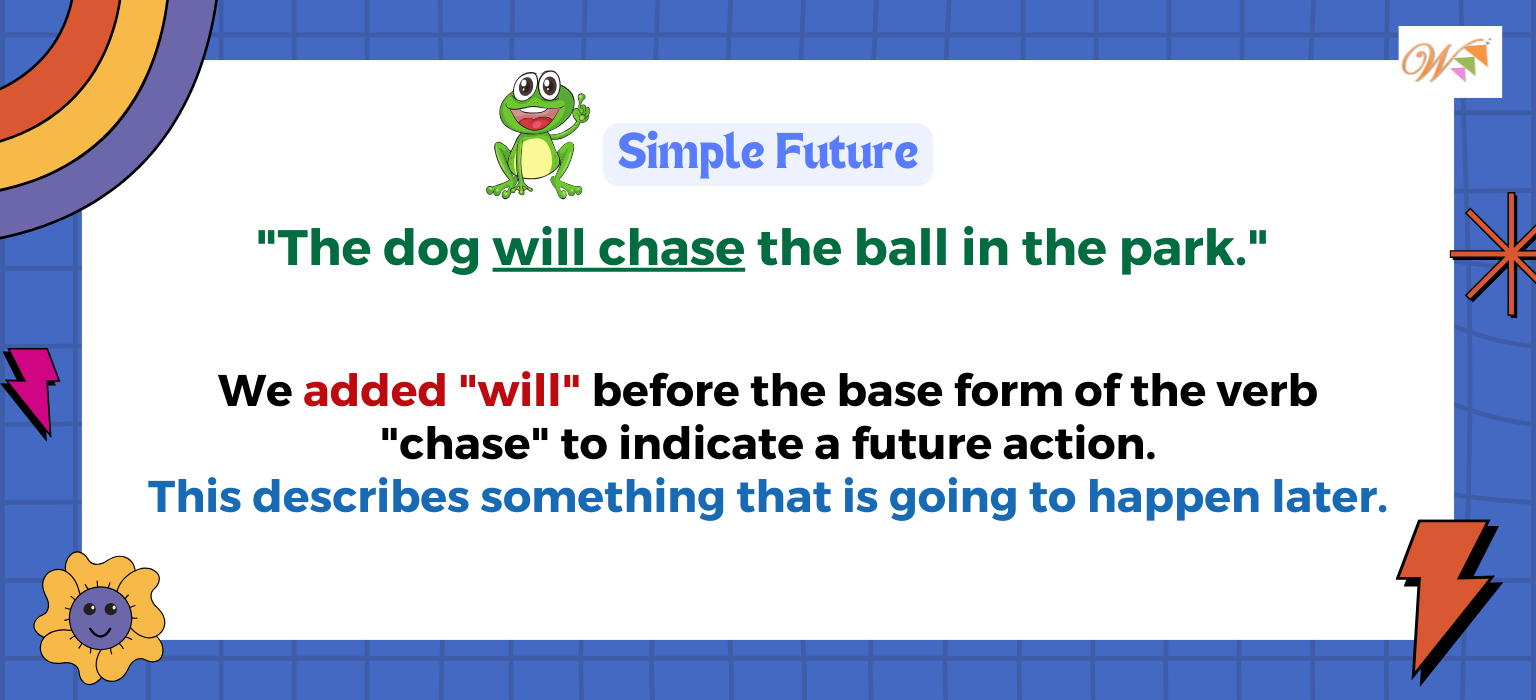 Simple Future
"The dog will chase the ball in the park."
We added "will" before the base form of the verb
"chase" to indicate a future action.
This describes something that is going to happen later.
W